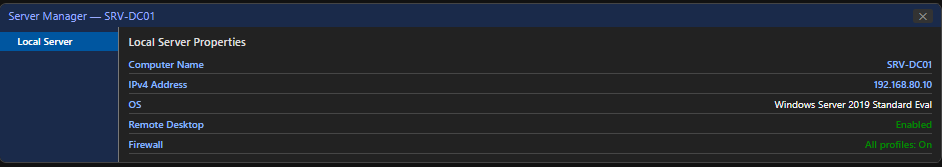 Server Manager — SRV-DC01
Local Server
Local Server Properties
Computer Name SRV-DC01
IPv4 Address 192.168.80.10
OS Windows Server 2019 Standard Eval
Remote Desktop Enabled
Firewall All profiles: On